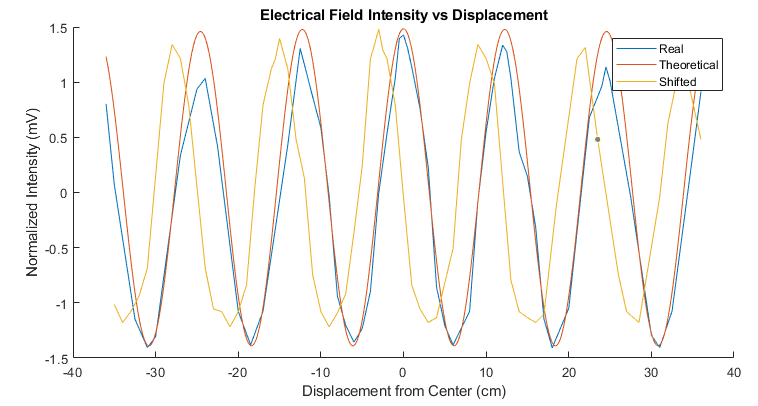 Electrical Field Intensity vs Displacement
Real
Theoretical
Shifted
Normalized Intensity (mV)
1.5
1
0.5
0
-0.5
-1
-1.5
-40
-30
-20
-10
0
10
20
30
40
Displacement from Center (cm)